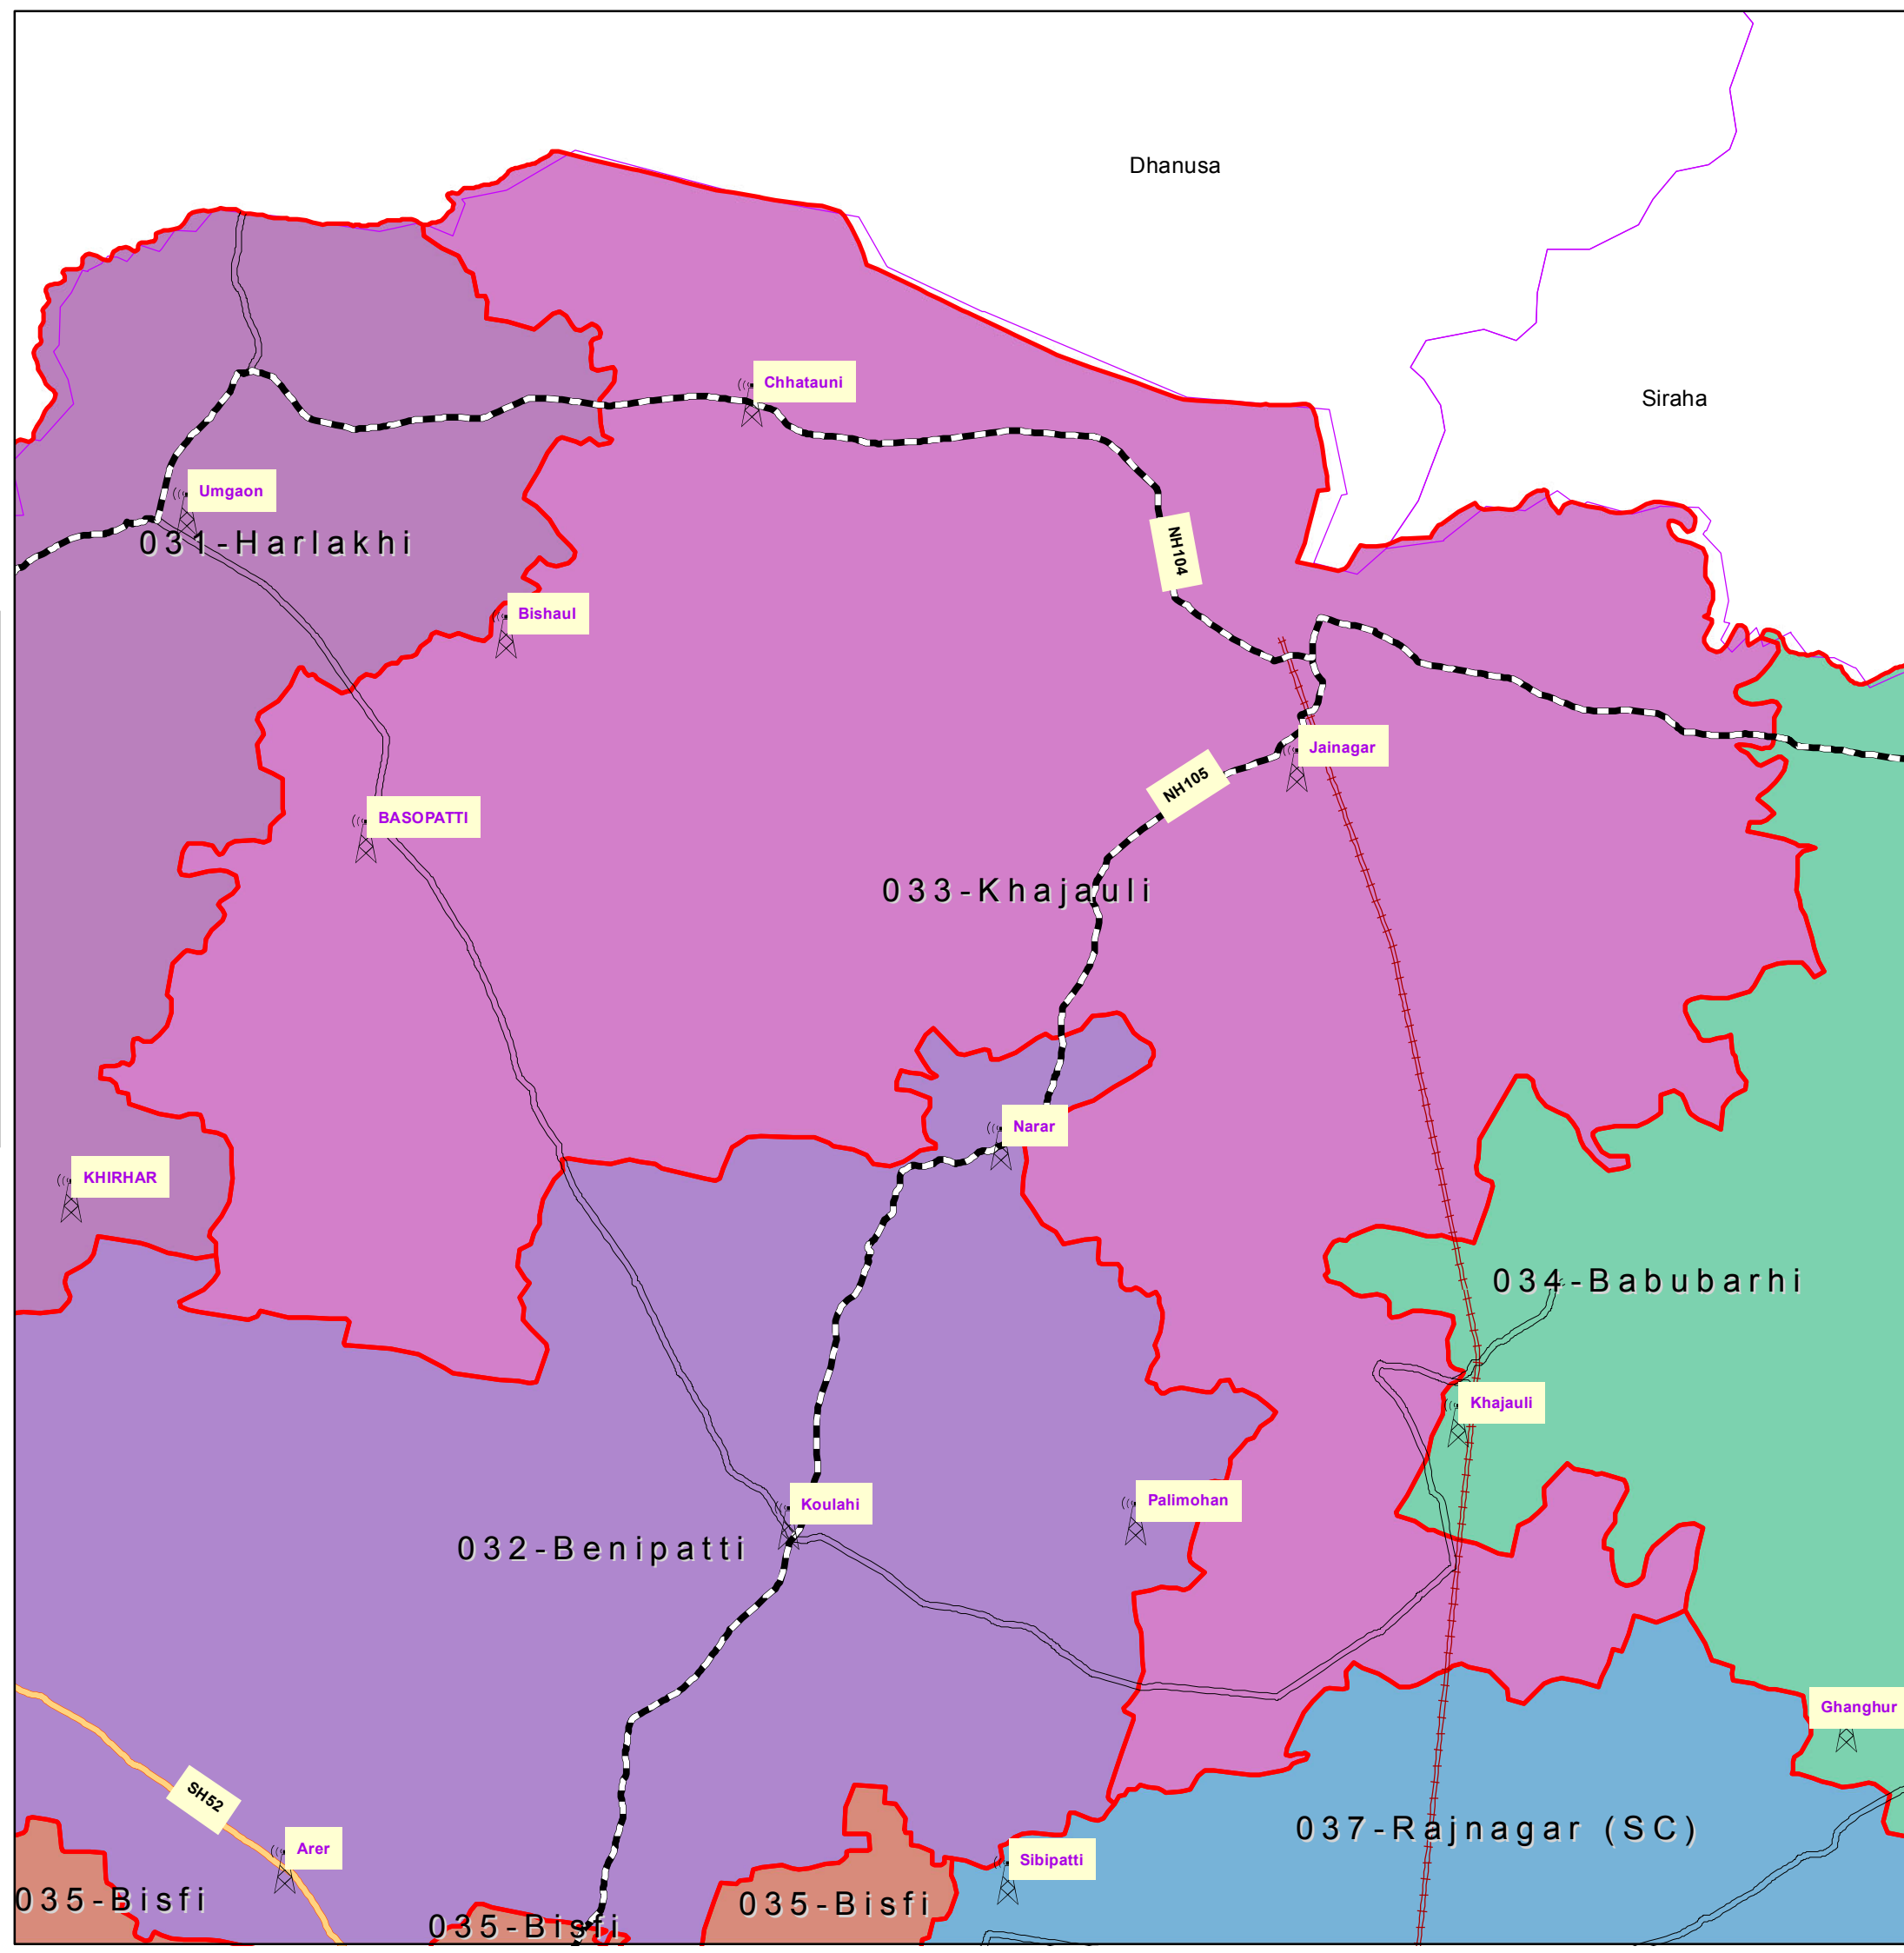 Dhanusa
Chhatauni
Siraha
Umgaon
031-Harlakhi
NH104
Bishaul
Jainagar
NH105
BASOPATTI
033-Khajauli
Narar
KHIRHAR
034-Babubarhi
Khajauli
Koulahi
Palimohan
032-Benipatti
Ghanghur
SH52
037-Rajnagar (SC)
Arer
Sibipatti
035-Bisfi
035-Bisfi
035-Bisfi